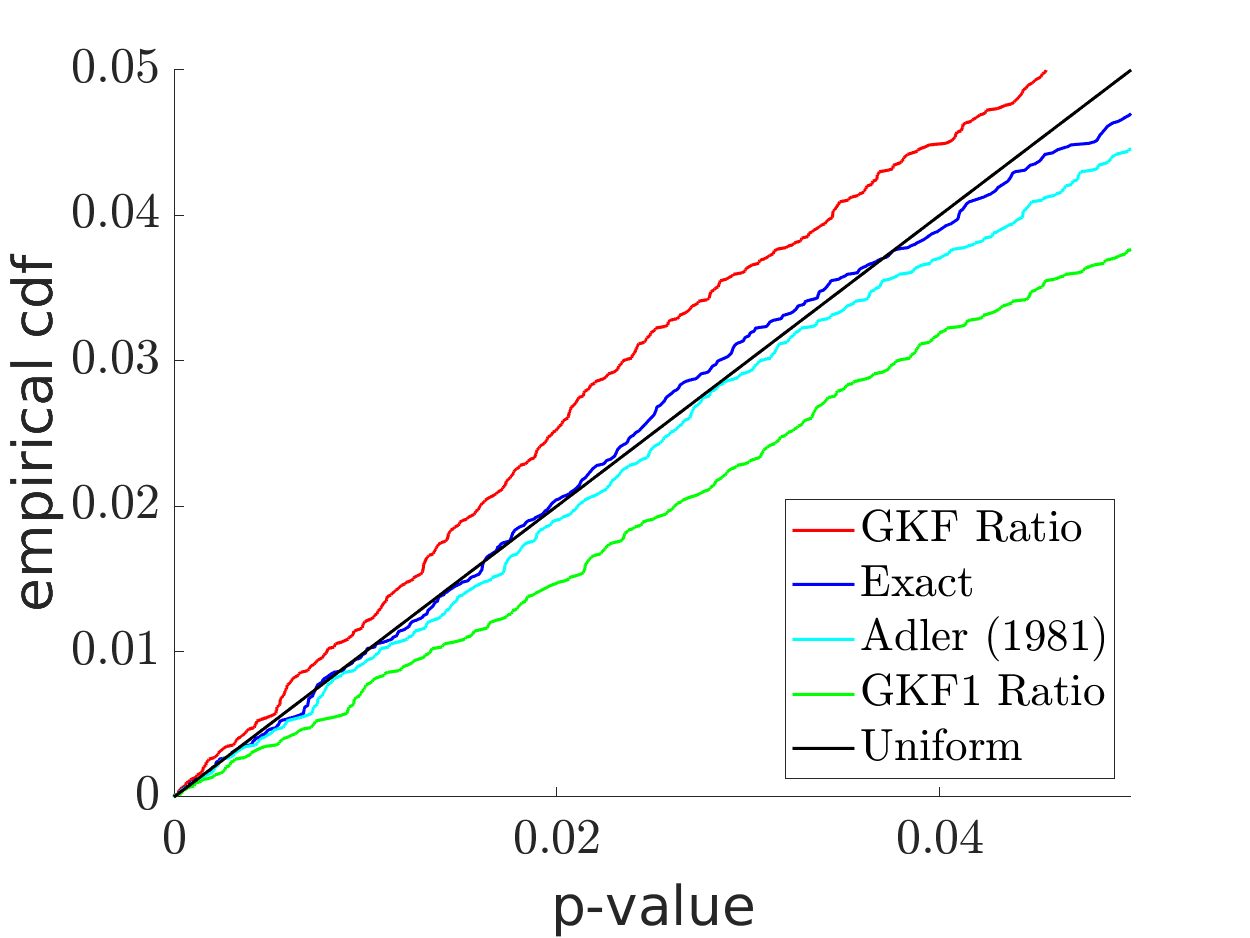 0.05
0.04
0.03
0.02
0.01
0
0
0.02
0.04
empirical cdf
p-value
GKF Ratio
Exact
Adler (1981)
GKF1 Ratio
Uniform